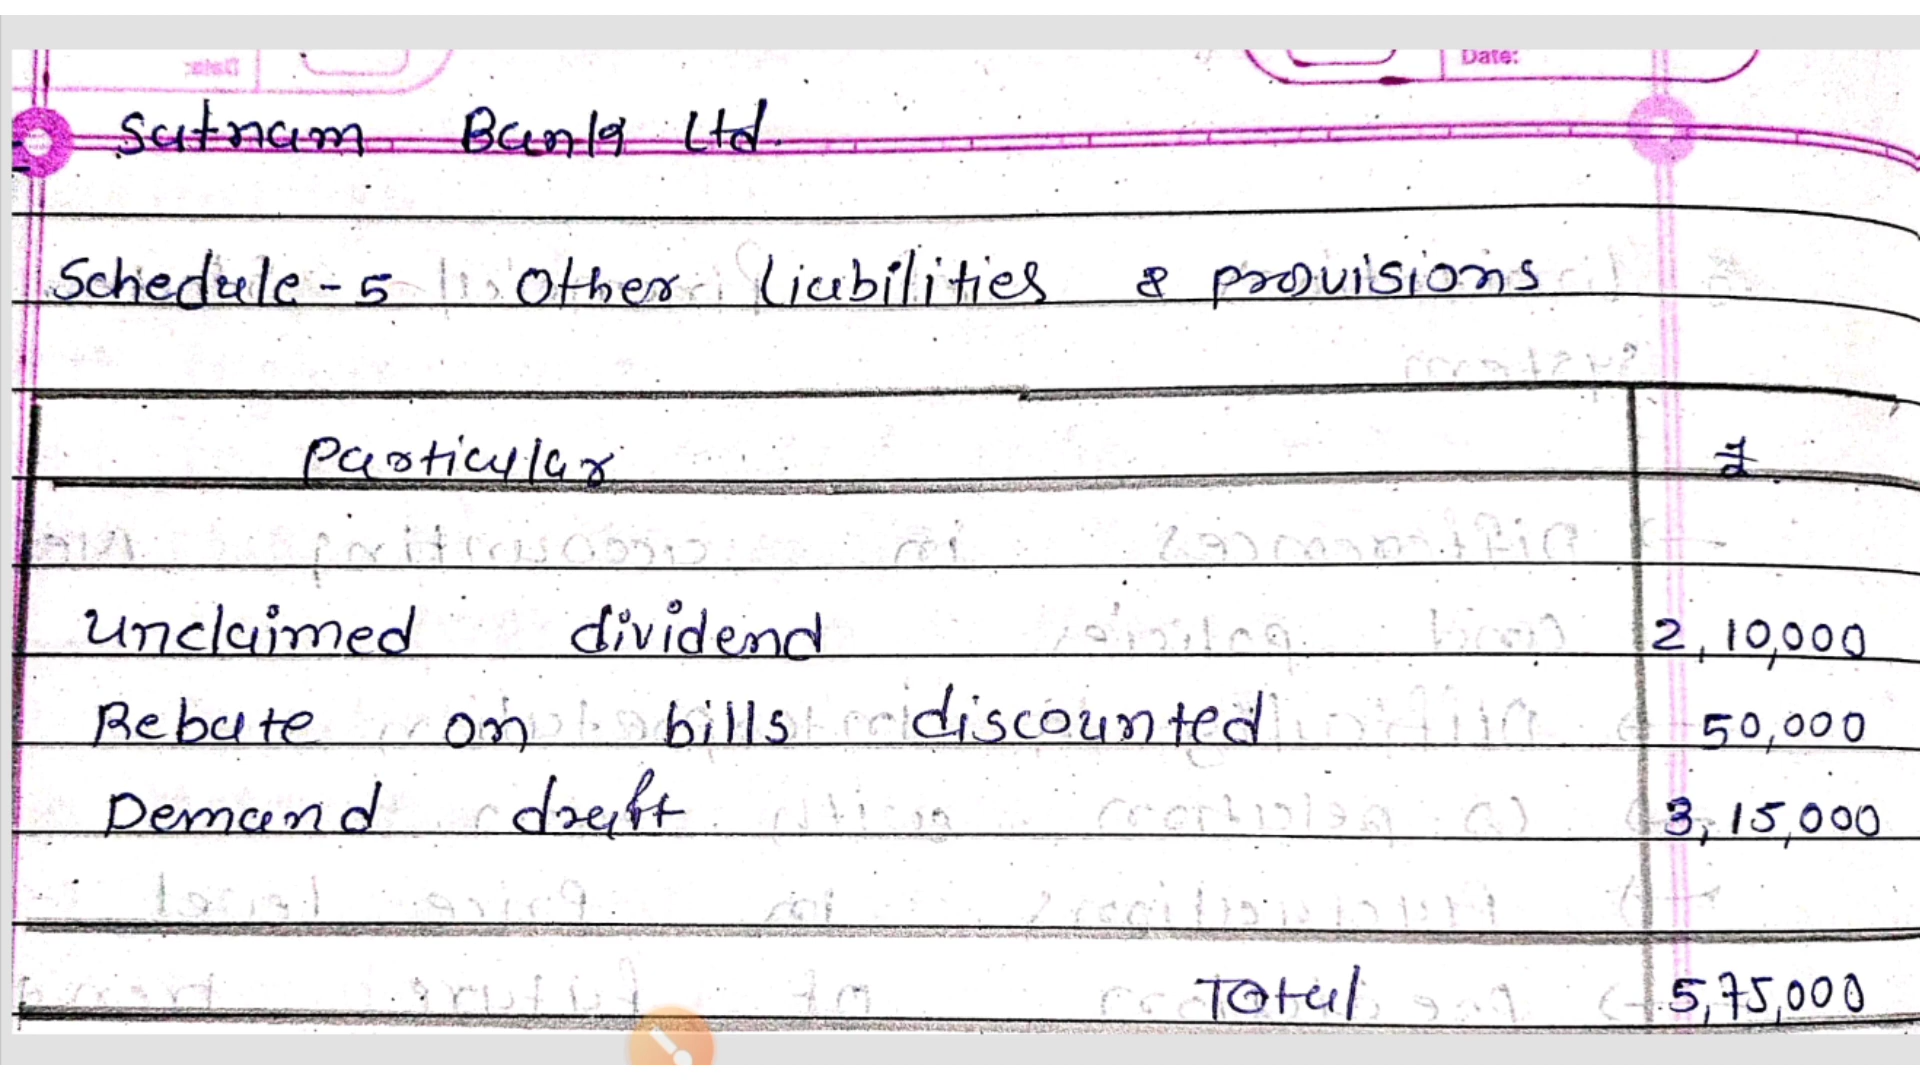 Date:
Satnam Bank Ltd.
Schedule - 5 Other liabilities & provisions
Particular ₹
Unclaimed dividend 2,10,000
Rebate on bills discounted 50,000
Demand draft 3,15,000
Total 5,75,000